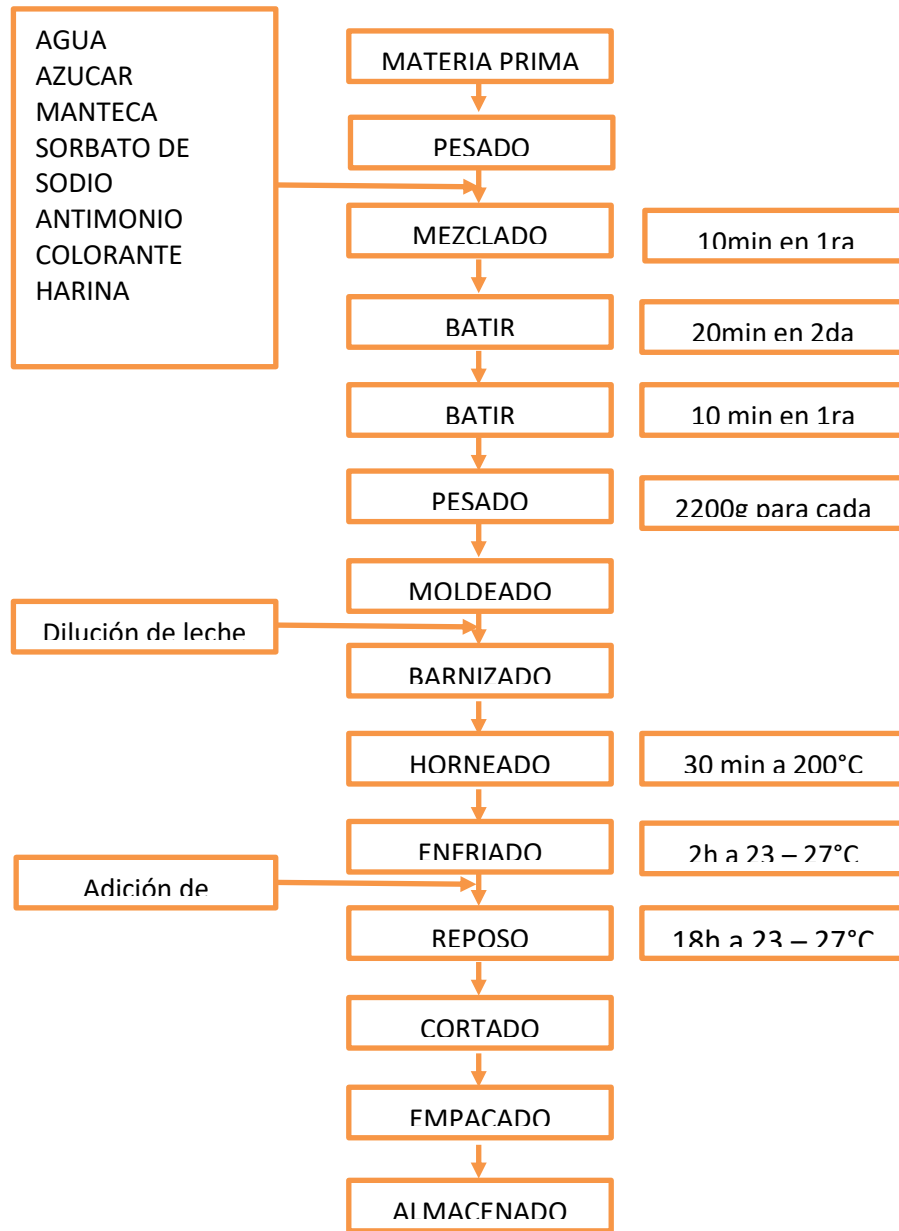 AGUA
AZUCAR
MANTECA
SORBATO DE
SODIO
ANTIMONIO
COLORANTE
HARINA
MATERIA PRIMA
PESADO
MEZCLADO
10min en 1ra
BATIR
20min en 2da
BATIR
10 min en 1ra
PESADO
2200g para cada
MOLDEADO
Dilución de leche
BARNIZADO
HORNEADO
30 min a 200°C
ENFRIADO
2h a 23 – 27°C
Adición de
REPOSO
18h a 23 – 27°C
CORTADO
EMPACADO
ALMACENADO